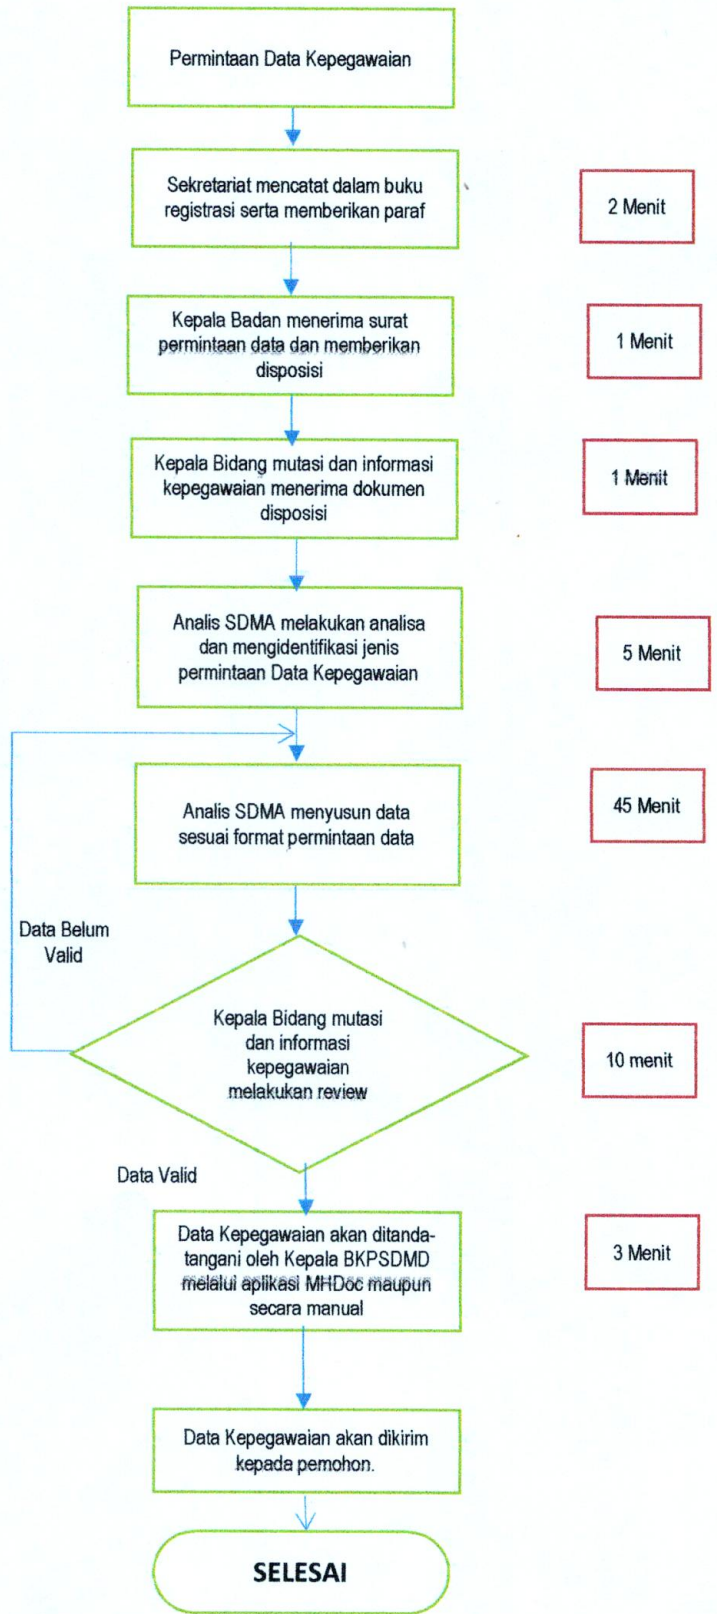 Permintaan Data Kepegawaian
Sekretariat mencatat dalam buku
registrasi serta memberikan paraf
2 Menit
Kepala Badan menerima surat
permintaan data dan memberikan
disposisi
1 Menit
Kepala Bidang mutasi dan informasi
kepegawaian menerima dokumen
disposisi
1 Menit
Analis SDMA melakukan analisa
dan mengidentifikasi jenis
permintaan Data Kepegawaian
5 Menit
Analis SDMA menyusun data
sesuai format permintaan data
45 Menit
Data Belum
Valid
Kepala Bidang mutasi
dan informasi
kepegawaian
melakukan review
10 menit
Data Valid
Data Kepegawaian akan ditanda-
tangani oleh Kepala BKPSDMD
melalui aplikasi MHDoc maupun
secara manual
3 Menit
Data Kepegawaian akan dikirim
kepada pemohon.
SELESAI